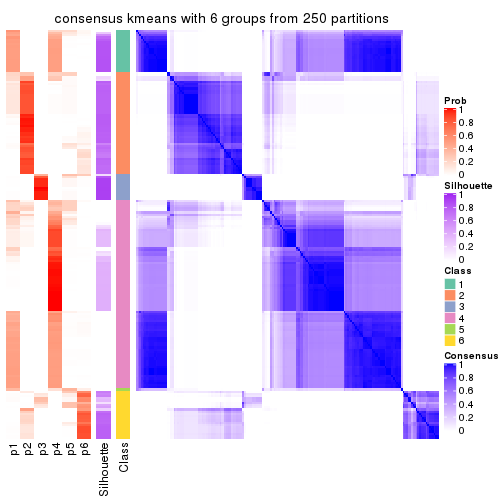 consensus kmeans with 6 groups from 250 partitions
Prob
1
0.8
0.6
0.4
0.2
0
Silhouette
1
0.8
0.6
0.4
0.2
0
Class
1
2
3
4
5
6
Consensus
1
0.8
0.6
0.4
0.2
0
p1
p2
p3
p4
p5
p6
Silhouette
Class